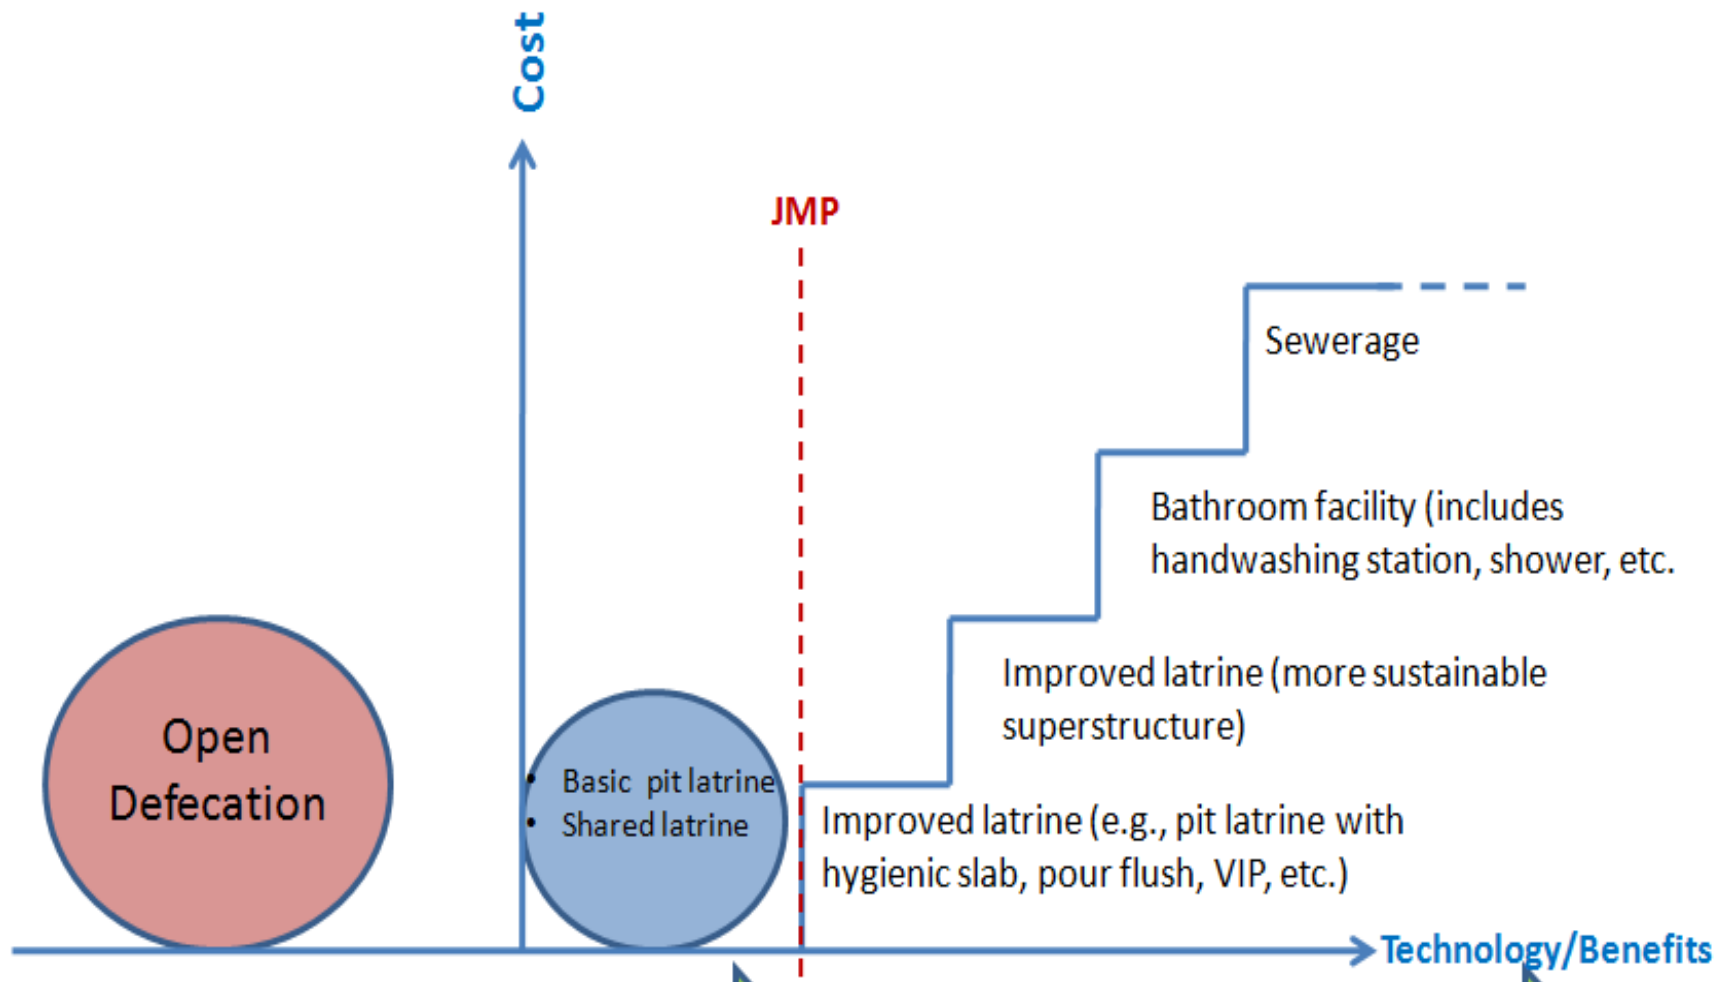 Cost
JMP
Sewerage
Bathroom facility (includes
handwashing station, shower, etc.
Improved latrine (more sustainable
superstructure)
Open
Defecation
• Basic pit latrine
• Shared latrine
Improved latrine (e.g., pit latrine with
hygienic slab, pour flush, VIP, etc.)
Technology/Benefits